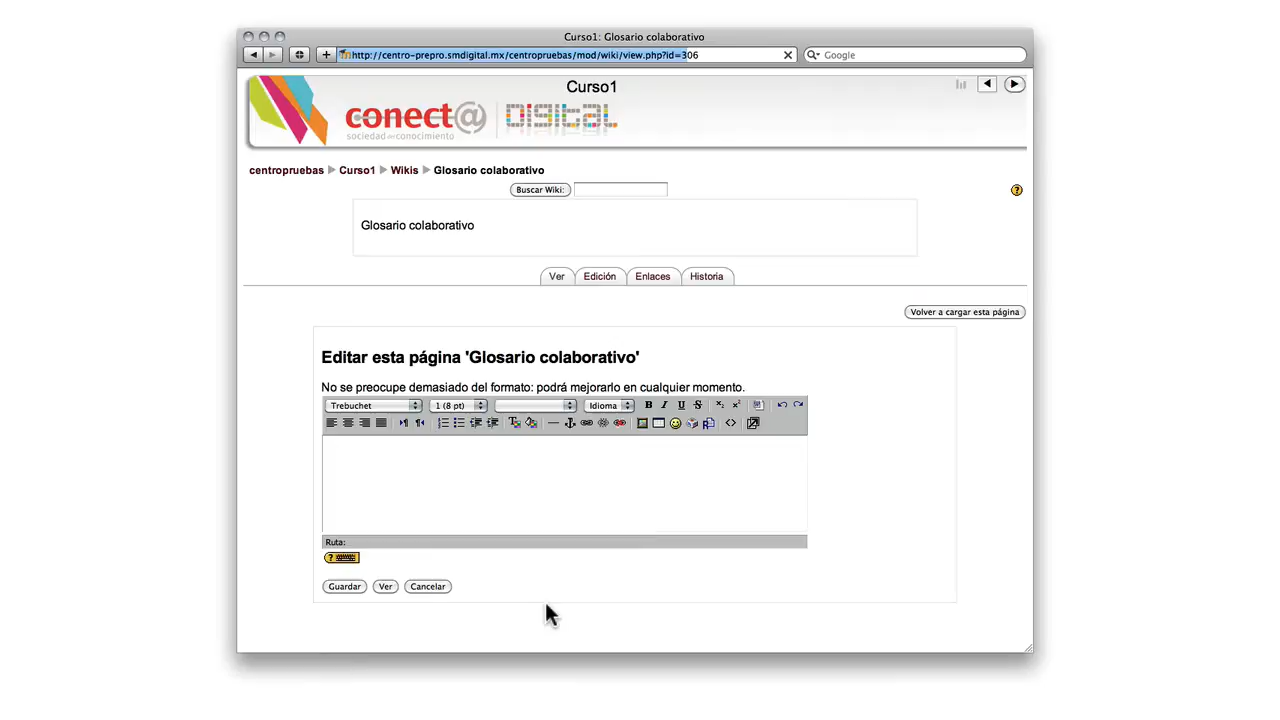 Curso1: Glosario colaborativo
http://centro-prepro.smdigital.mx/centropruebas/mod/wiki/view.php?id=306
Google
Curso1
conect@ digital
sociedad del conocimiento
centropruebas Curso1 Wikis Glosario colaborativo
Buscar Wiki:
Glosario colaborativo
Ver Edición Enlaces Historia
Volver a cargar esta página
Editar esta página 'Glosario colaborativo'
No se preocupe demasiado del formato: podrá mejorarlo en cualquier momento.
Trebuchet 1 (8 pt) Idioma B I U S
Ruta:
Guardar Ver Cancelar